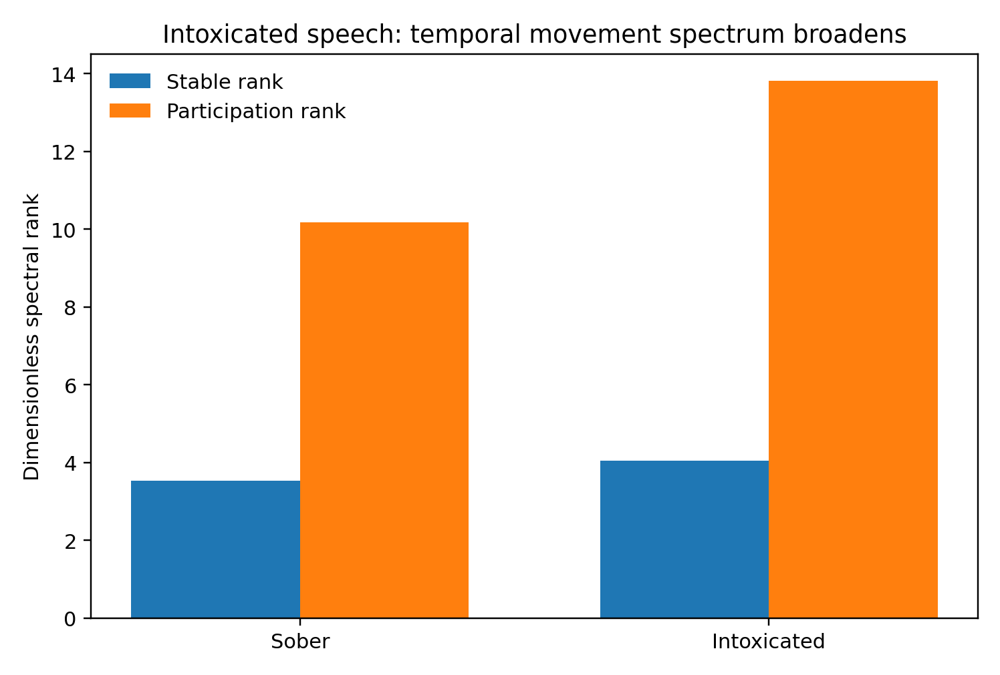 Intoxicated speech: temporal movement spectrum broadens
Stable rank
Participation rank
Dimensionless spectral rank
14
12
10
8
6
4
2
0
Sober
Intoxicated